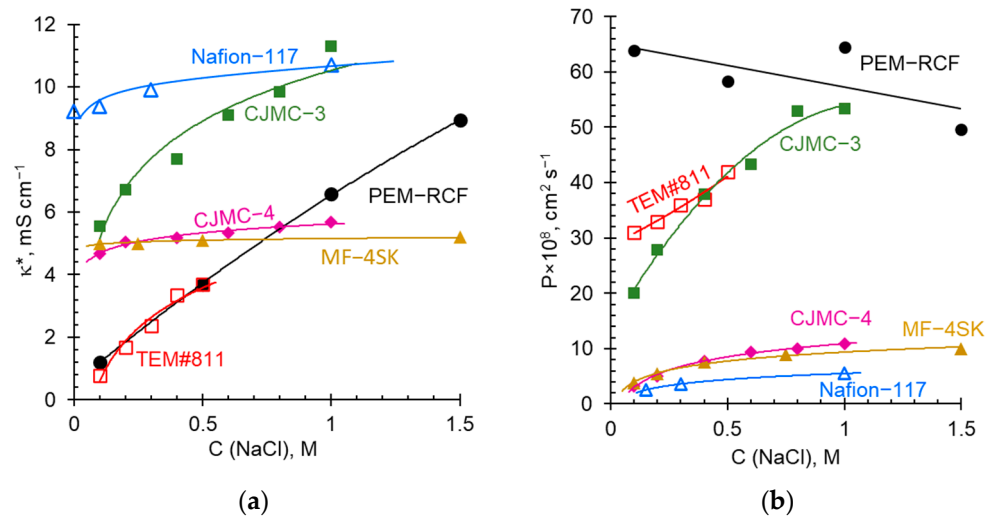 12
10
8
6
4
2
0
κ*, mS cm⁻¹
Nafion−117
CJMC−3
PEM−RCF
CJMC−4
MF−4SK
TEM#811
0
0.5
1
1.5
C (NaCl), M
(a)
70
60
50
40
30
20
10
0
P×10⁸, cm² s⁻¹
PEM−RCF
CJMC−3
TEM#811
CJMC−4
MF−4SK
Nafion−117
0
0.5
1
1.5
C (NaCl), M
(b)